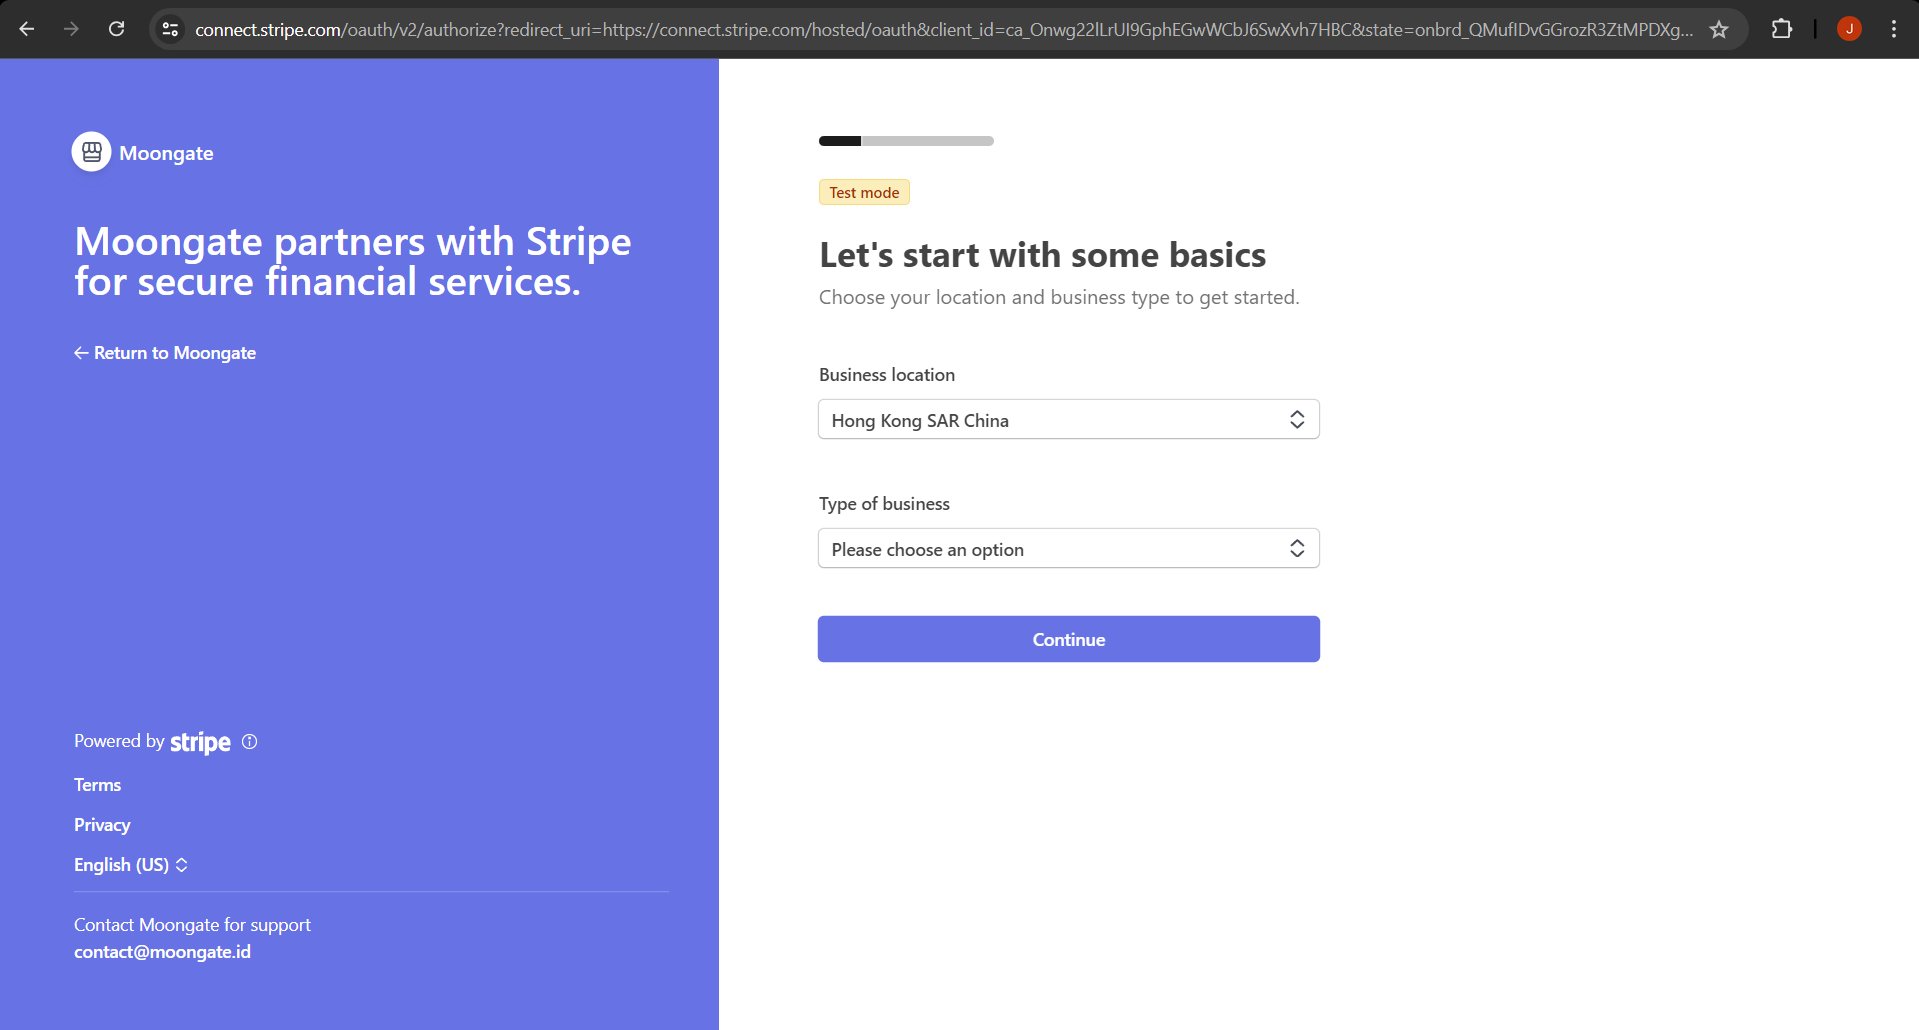 connect.stripe.com/oauth/v2/authorize?redirect_uri=https://connect.stripe.com/hosted/oauth&client_id=ca_Onwg22lLrUI9GphEGwWCbJ6SwXvh7HBC&state=onbrd_QMufIDvGGrozR3ZtMPDXg...
J
Moongate
Moongate partners with Stripe
for secure financial services.
← Return to Moongate
Powered by stripe
Terms
Privacy
English (US)
Contact Moongate for support
contact@moongate.id
Test mode
Let's start with some basics
Choose your location and business type to get started.
Business location
Hong Kong SAR China
Type of business
Please choose an option
Continue